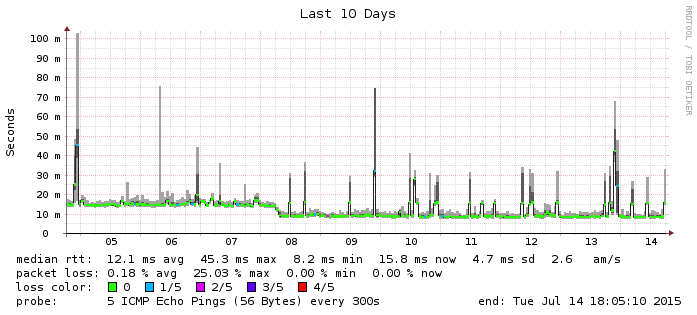 Last 10 Days
RRDTOOL / TOBI OETIKER
Seconds
100 m
90 m
80 m
70 m
60 m
50 m
40 m
30 m
20 m
10 m
0
05 06 07 08 09 10 11 12 13 14
median rtt: 12.1 ms avg 45.3 ms max 8.2 ms min 15.8 ms now 4.7 ms sd 2.6 am/s
packet loss: 0.18 % avg 25.03 % max 0.00 % min 0.00 % now
loss color: 0 1/5 2/5 3/5 4/5
probe: 5 ICMP Echo Pings (56 Bytes) every 300s end: Tue Jul 14 18:05:10 2015